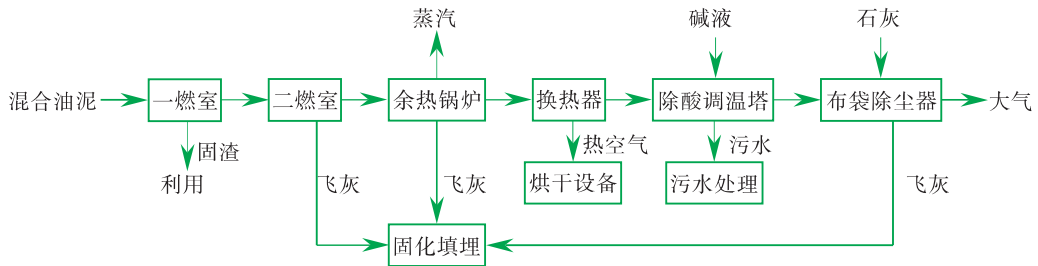 蒸汽
碱液
石灰
混合油泥
一燃室
二燃室
余热锅炉
换热器
除酸调温塔
布袋除尘器
大气
固渣
热空气
污水
利用
飞灰
飞灰
烘干设备
污水处理
飞灰
固化填埋